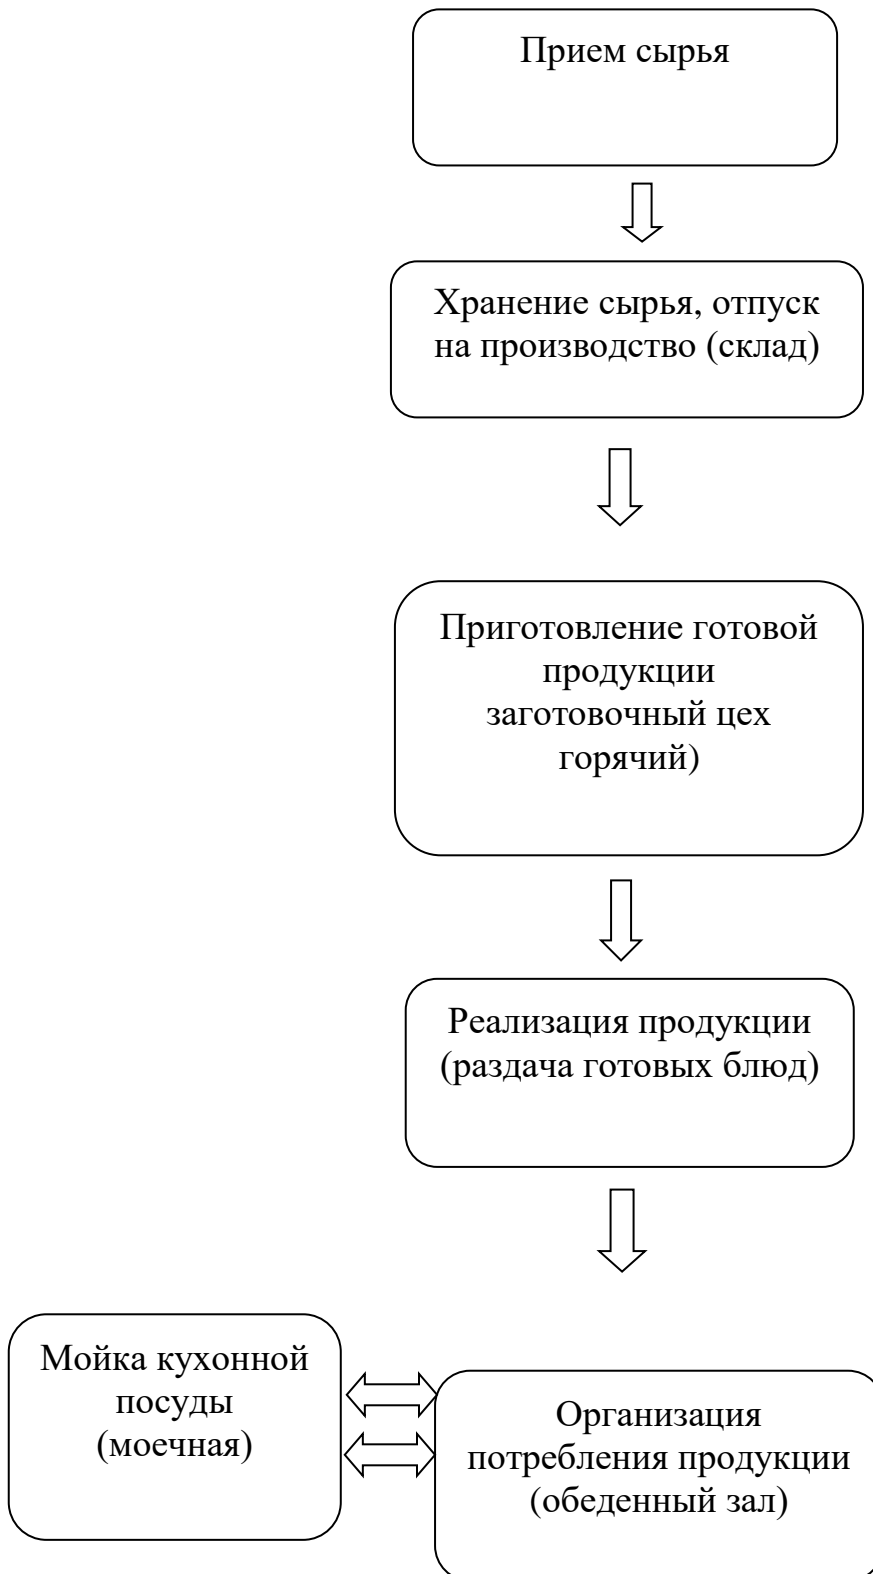 Прием сырья
Хранение сырья, отпуск
на производство (склад)
Приготовление готовой
продукции
заготовочный цех
горячий)
Реализация продукции
(раздача готовых блюд)
Мойка кухонной
посуды
(моечная)
Организация
потребления продукции
(обеденный зал)